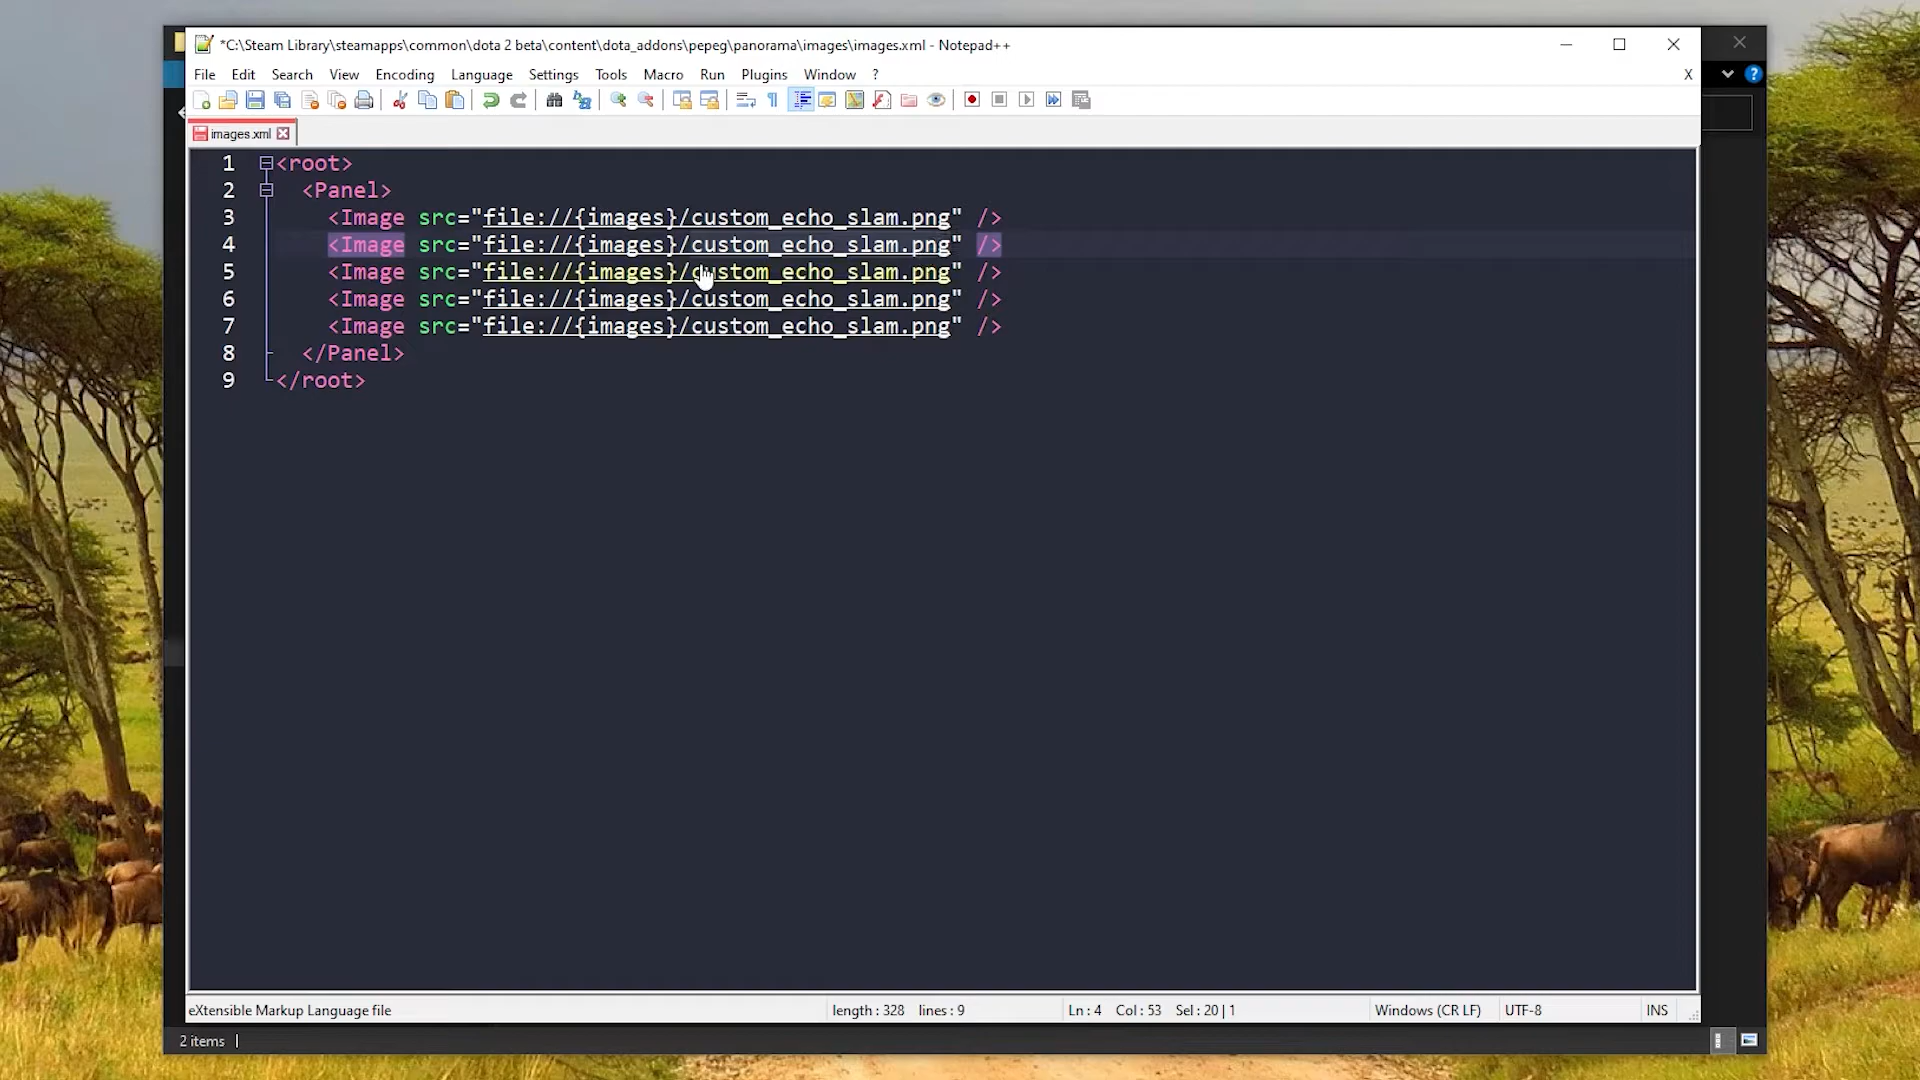 *C:\Steam Library\steamapps\common\dota 2 beta\content\dota_addons\pepeg\panorama\images\images.xml - Notepad++
File Edit Search View Encoding Language Settings Tools Macro Run Plugins Window ? X
images.xml
1 <root>
2 <Panel>
3 <Image src="file://{images}/custom_echo_slam.png" />
4 <Image src="file://{images}/custom_echo_slam.png" />
5 <Image src="file://{images}/custom_echo_slam.png" />
6 <Image src="file://{images}/custom_echo_slam.png" />
7 <Image src="file://{images}/custom_echo_slam.png" />
8 </Panel>
9 </root>
eXtensible Markup Language file length : 328 lines : 9 Ln : 4 Col : 53 Sel : 20 | 1 Windows (CR LF) UTF-8 INS
2 items